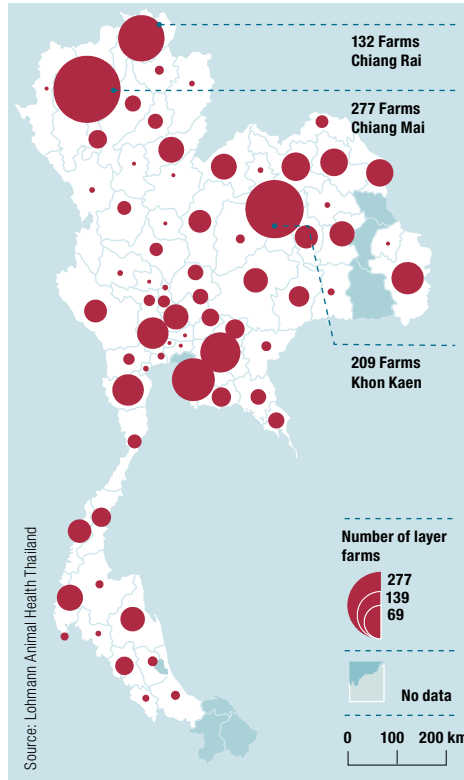 132 Farms
Chiang Rai
277 Farms
Chiang Mai
209 Farms
Khon Kaen
Number of layer
farms
277
139
69
No data
0 100 200 km
Source: Lohmann Animal Health Thailand